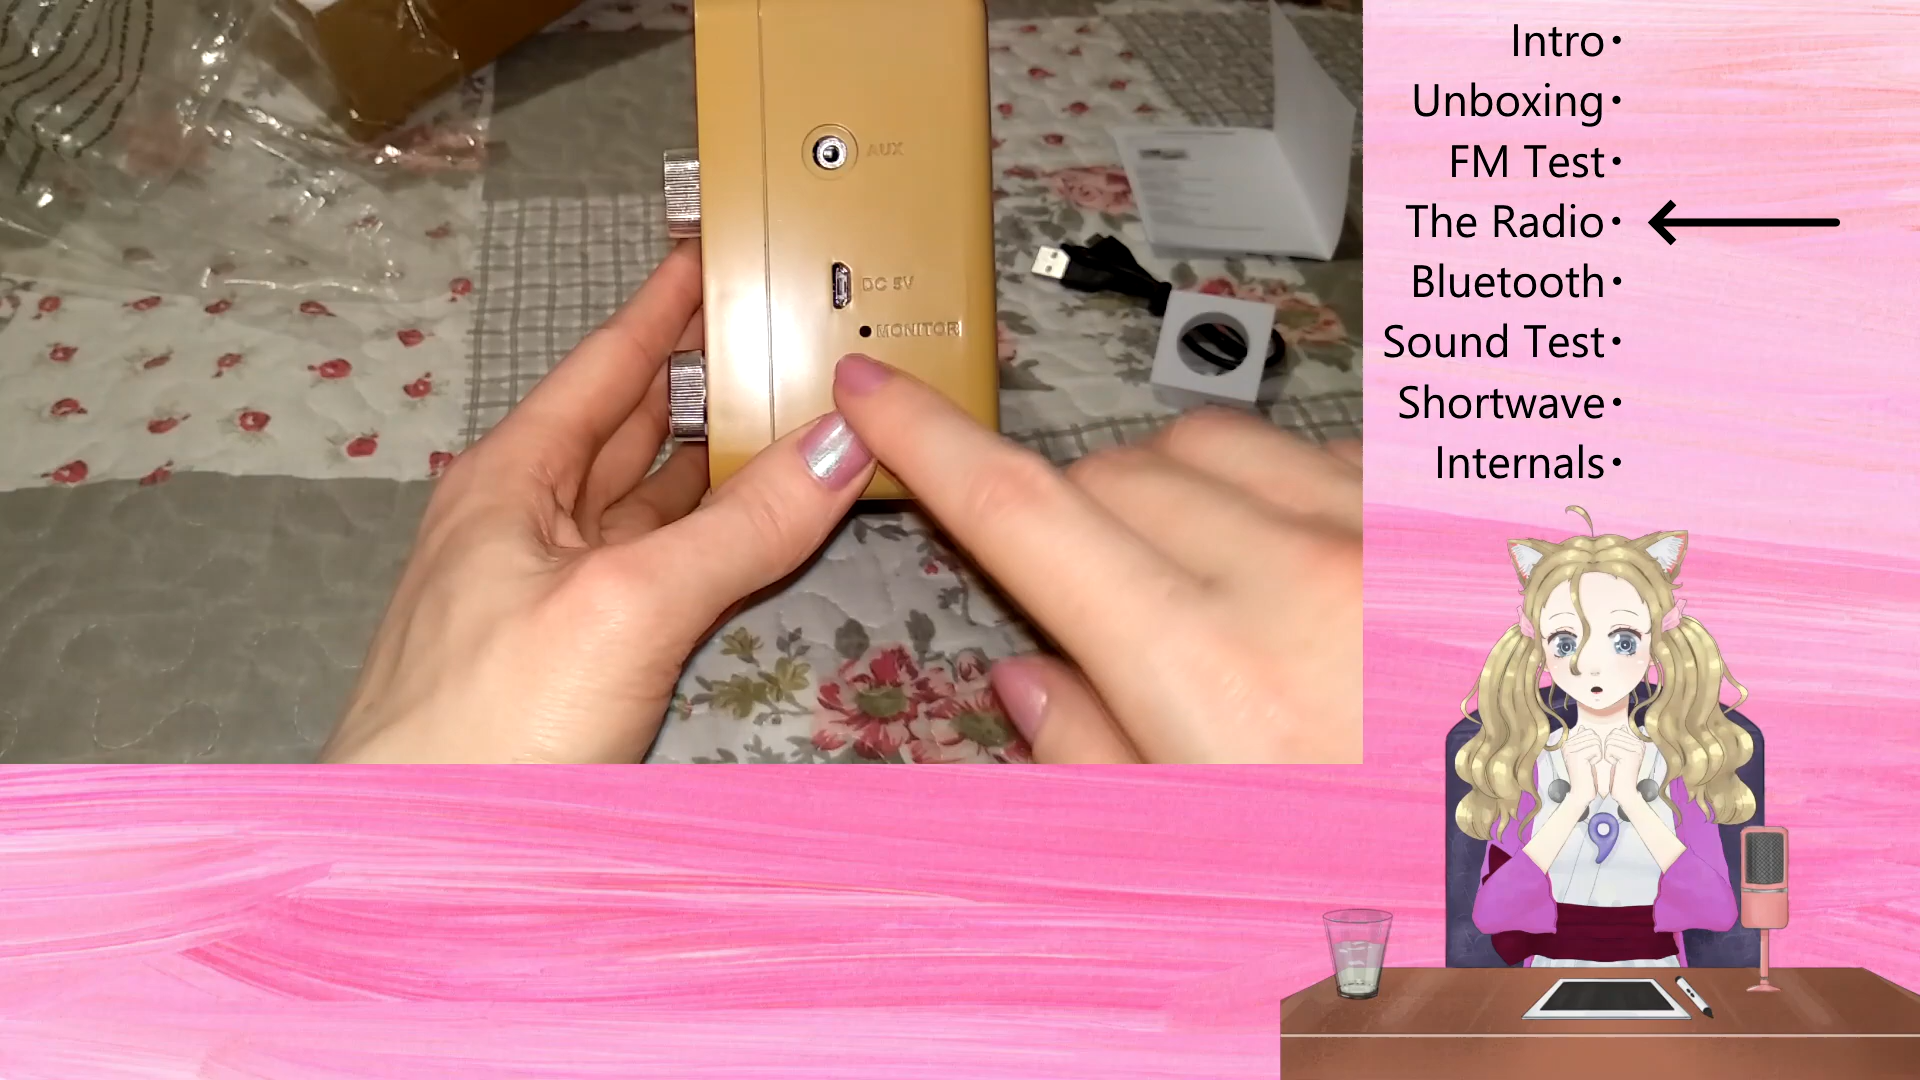 AUX
DC 5V
MONITOR
Intro•
Unboxing•
FM Test•
The Radio•
Bluetooth•
Sound Test•
Shortwave•
Internals•